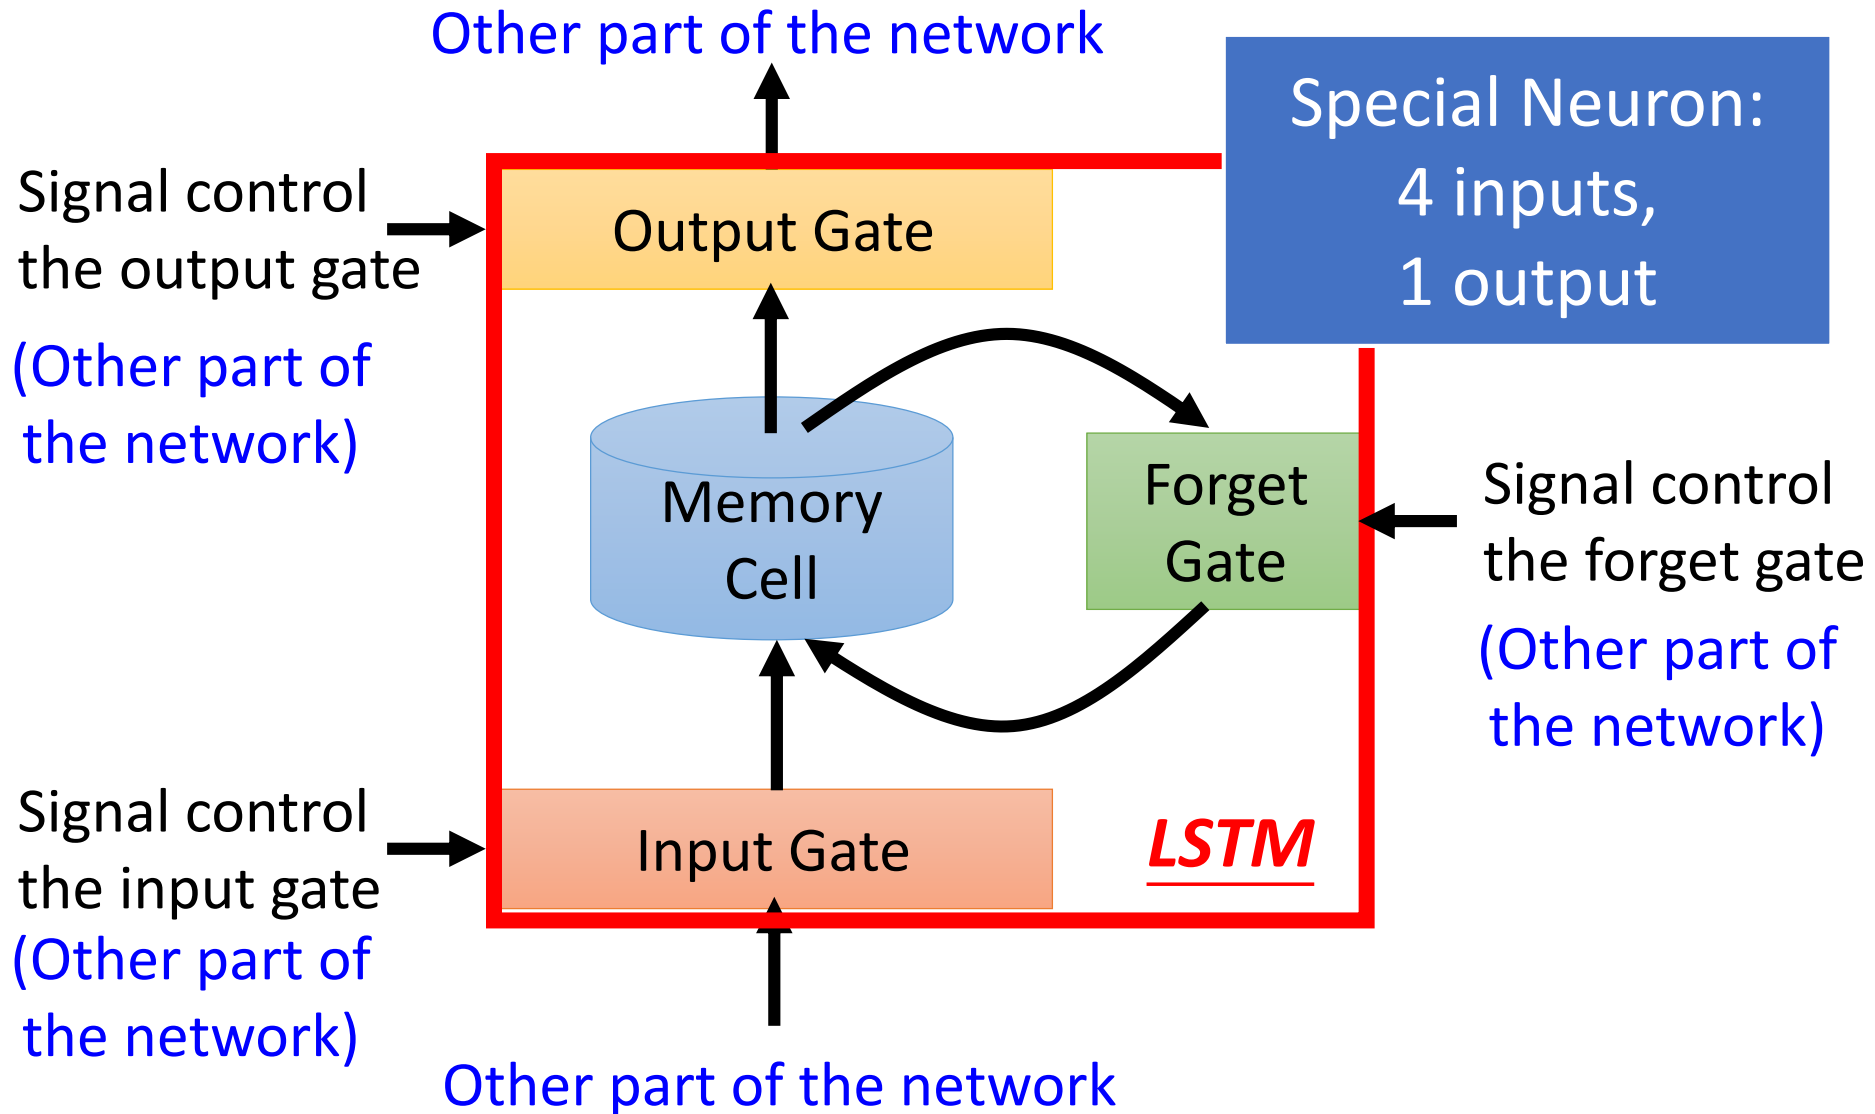 Other part of the network
Special Neuron:
4 inputs,
1 output
Signal control
the output gate
(Other part of
the network)
Output Gate
Memory
Cell
Forget
Gate
Signal control
the forget gate
(Other part of
the network)
Signal control
the input gate
(Other part of
the network)
Input Gate
LSTM
Other part of the network